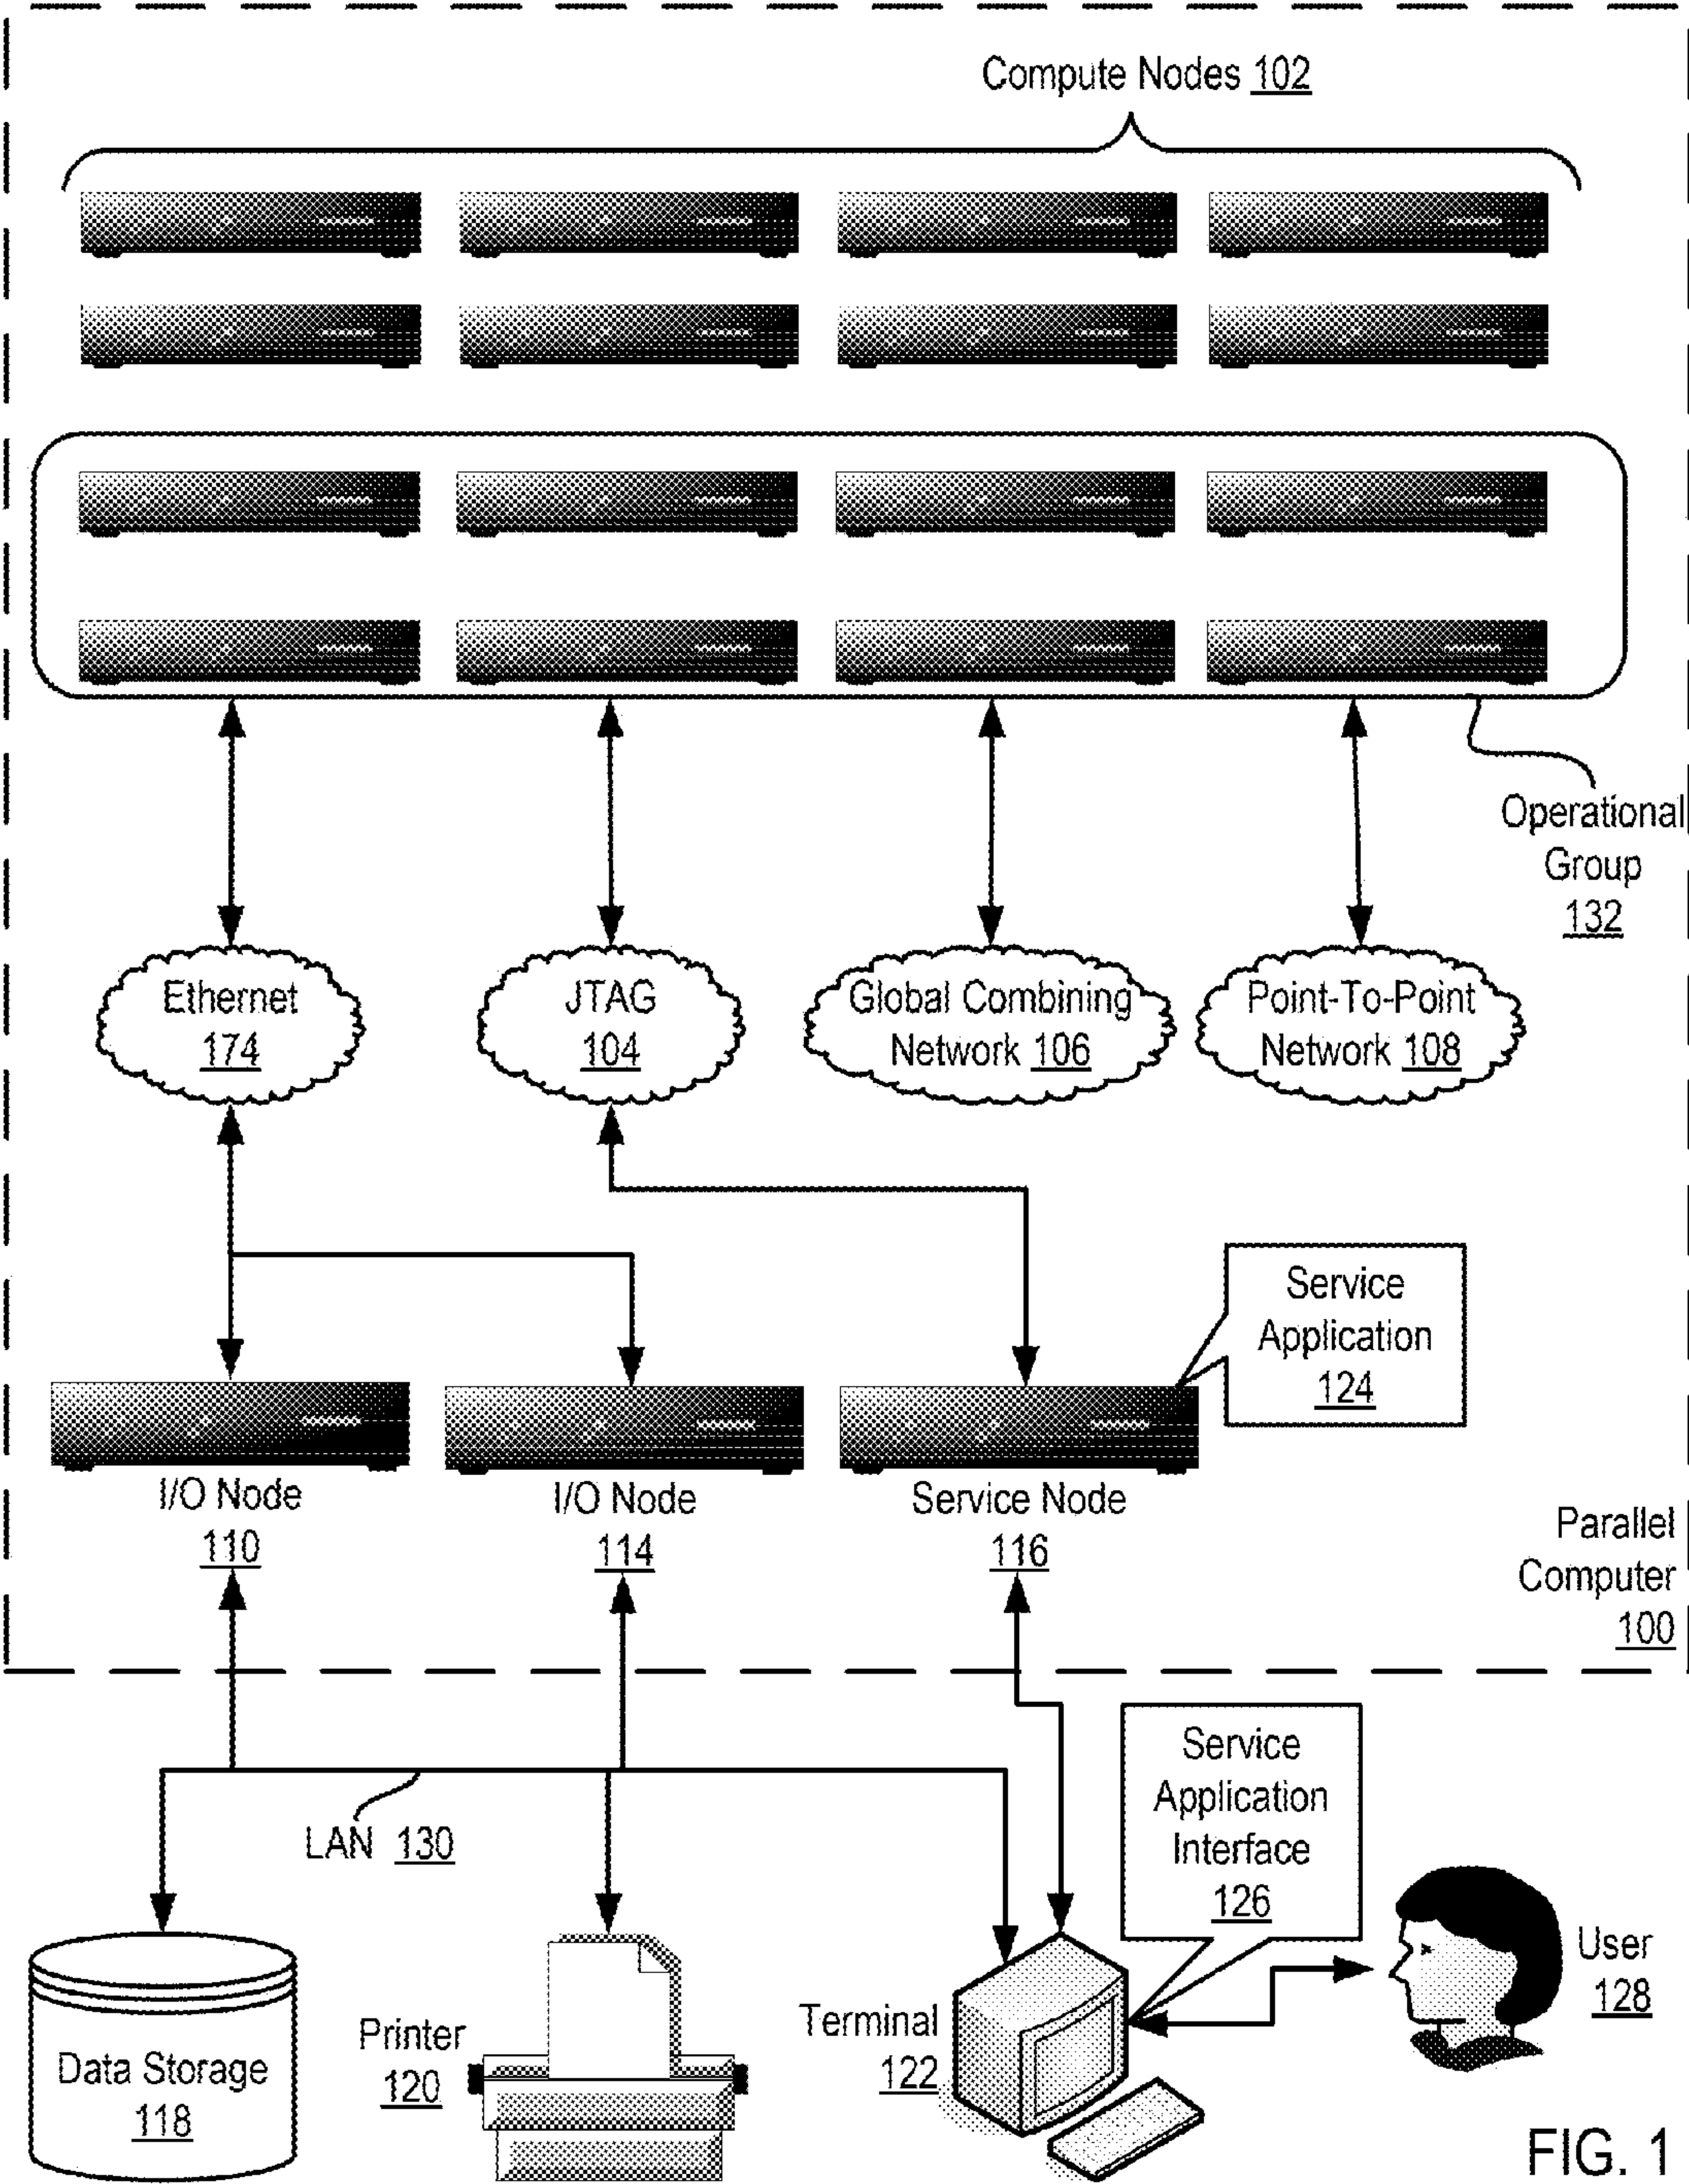 Compute Nodes 102
Operational
Group
132
Ethernet
174
JTAG
104
Global Combining
Network 106
Point-To-Point
Network 108
Service
Application
124
I/O Node
110
I/O Node
114
Service Node
116
Parallel
Computer
100
Service
Application
Interface
126
LAN 130
User
128
Data Storage
118
Printer
120
Terminal
122
FIG. 1